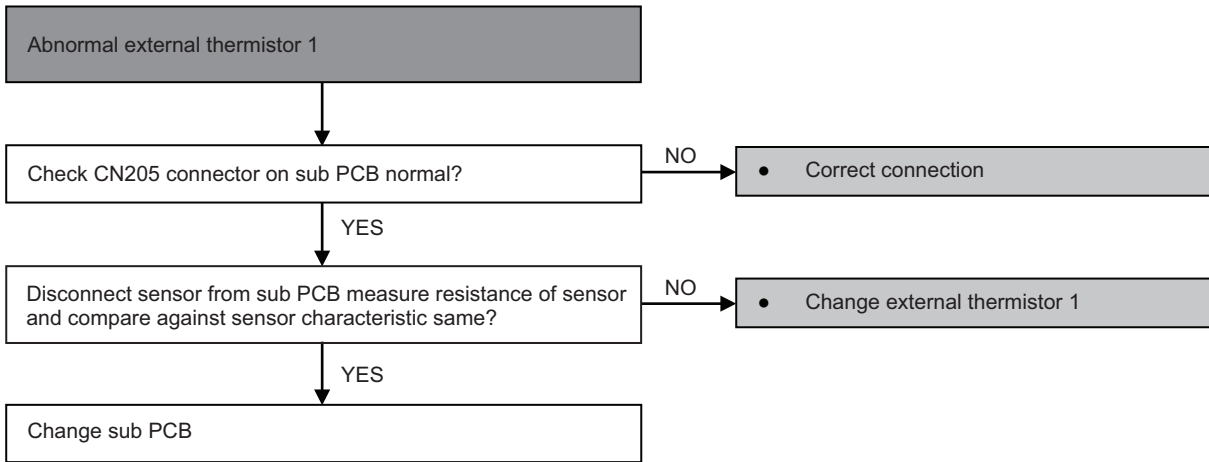 Abnormal external thermistor 1
Check CN205 connector on sub PCB normal?
NO
● Correct connection
YES
Disconnect sensor from sub PCB measure resistance of sensor
and compare against sensor characteristic same?
NO
● Change external thermistor 1
YES
Change sub PCB